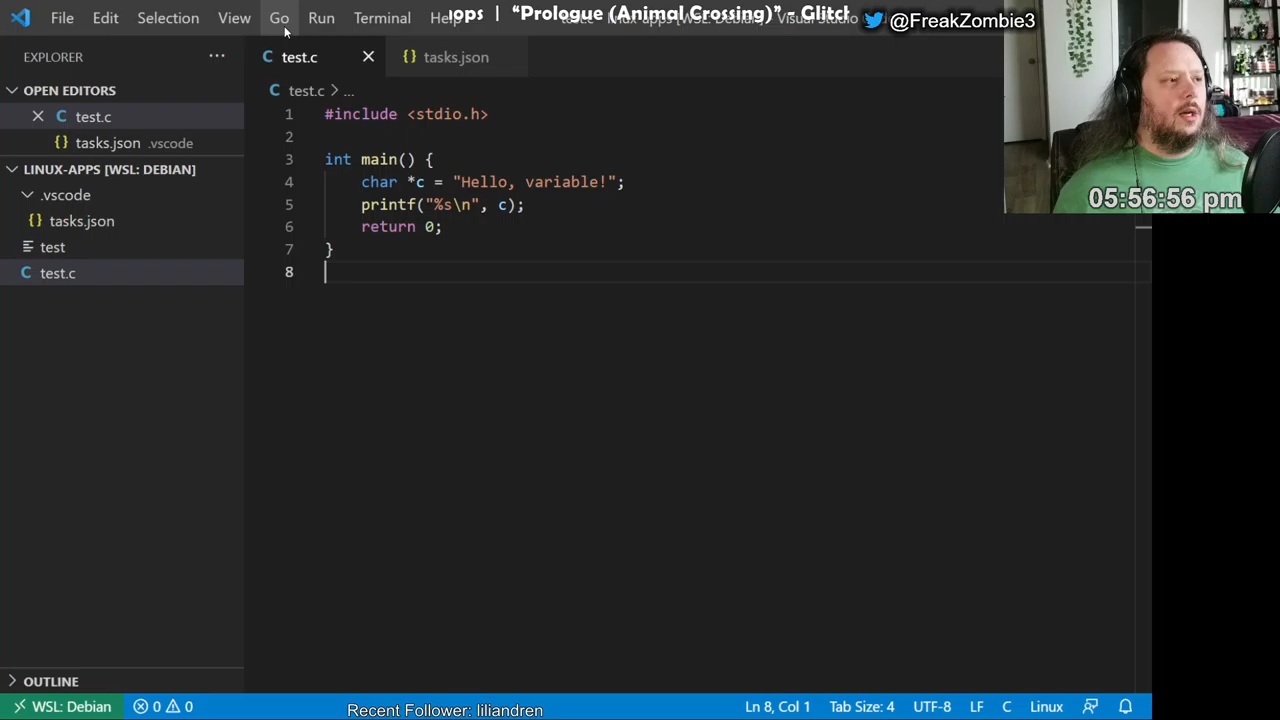 File Edit Selection View Go Run Terminal Help
ops | “Prologue (Animal Crossing)” - Glitcl
@FreakZombie3
EXPLORER
test.c
tasks.json
OPEN EDITORS
test.c > ...
test.c
tasks.json .vscode
LINUX-APPS [WSL: DEBIAN]
.vscode
tasks.json
test
test.c
1 #include <stdio.h>
2
3 int main() {
4 char *c = "Hello, variable!";
5 printf("%s\n", c);
6 return 0;
7 }
8
05:56:56 pm
OUTLINE
WSL: Debian 0 0
Recent Follower: liliandren
Ln 8, Col 1 Tab Size: 4 UTF-8 LF C Linux